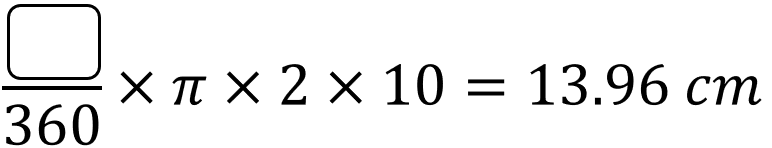 □/360 × π × 2 × 10 = 13.96 cm